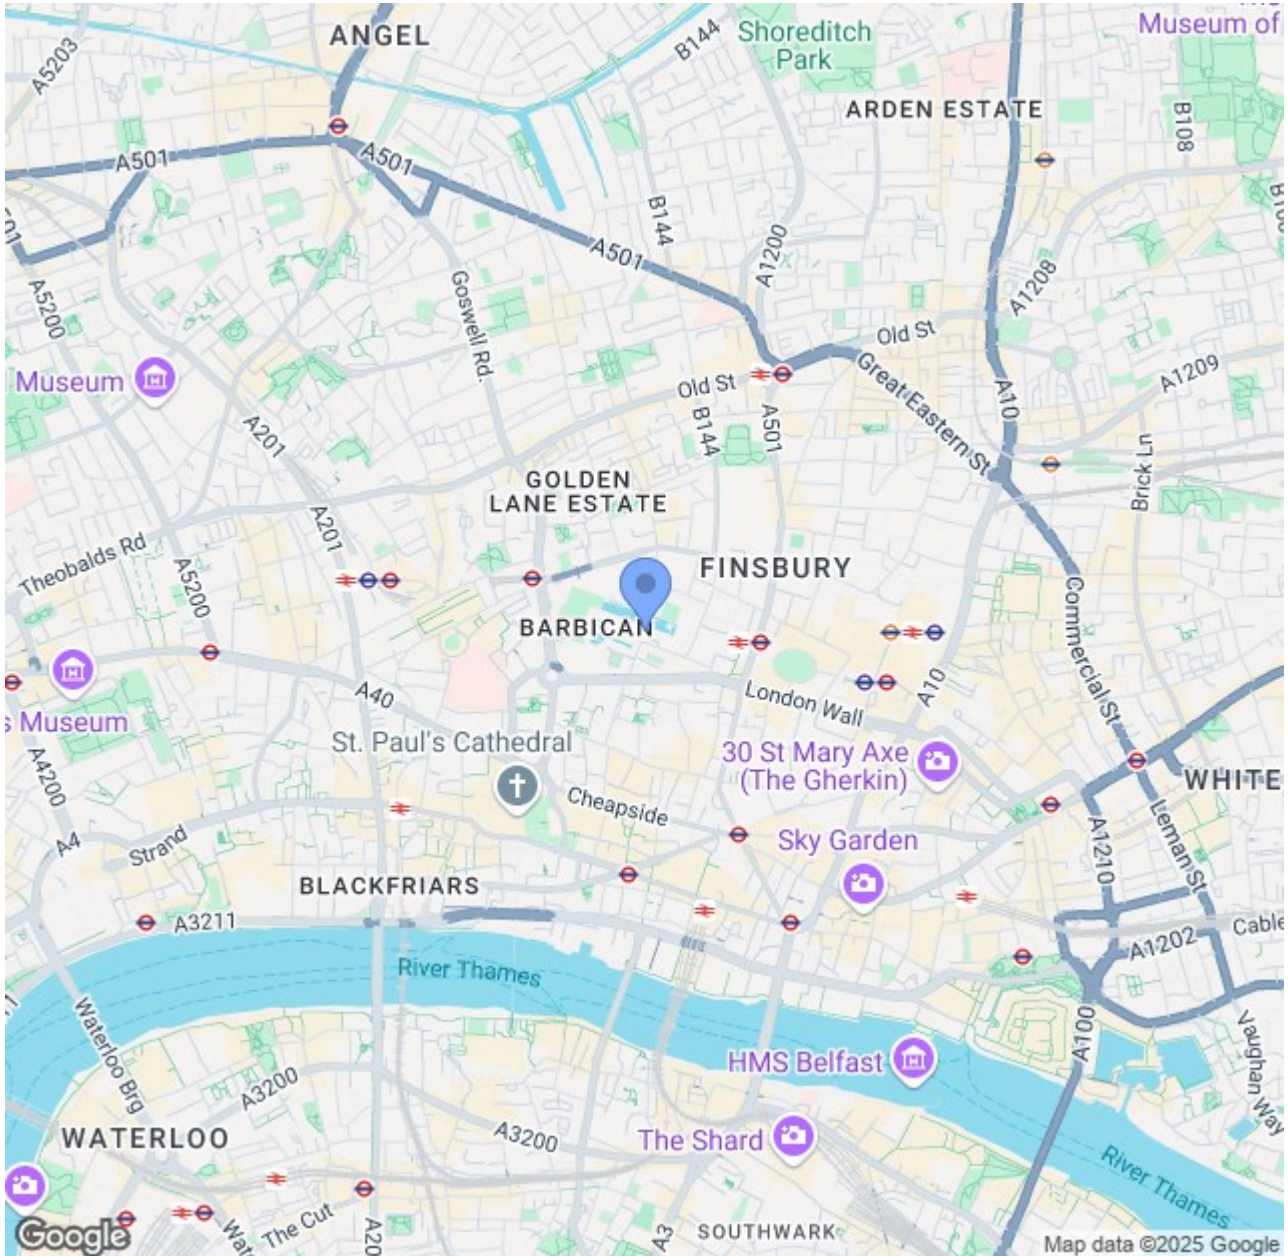 The
Museum of
ANGEL
A5203
B144
Shoreditch
Park
ARDEN ESTATE
B108
A501
A501
B144
A501
A1200
A1208
A5200
Goswell Rd.
Old St
Old St
Great Eastern St
A10
A1209
Museum
A201
B144
A501
Brick Ln
GOLDEN
LANE ESTATE
A201
Theobalds Rd
A5200
FINSBURY
Commercial St
BARBICAN
A10
A40
London Wall
s Museum
St. Paul's Cathedral
30 St Mary Axe
(The Gherkin)
A4200
WHITE
Cheapside
Leman St
A1210
A4
Strand
Sky Garden
BLACKFRIARS
A3211
Cable
A1202
River Thames
A100
Waterloo Brg
Vaughan Way
HMS Belfast
A3200
A3200
WATERLOO
The Shard
River Thames
The Cut
A20
A3
SOUTHWARK
Wat
Google
Map data ©2025 Google